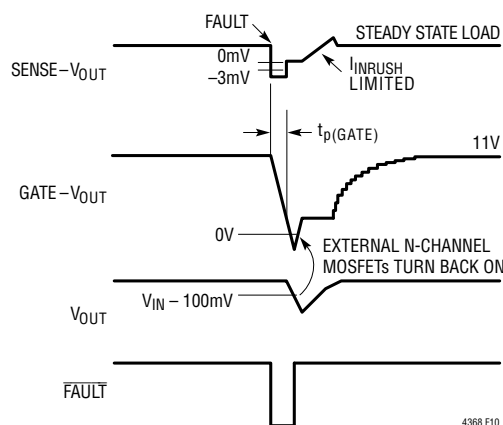 FAULT
STEADY STATE LOAD
0mV
SENSE–VOUT
–3mV
IINRUSH
LIMITED
tp(GATE)
11V
GATE–VOUT
0V
EXTERNAL N-CHANNEL
MOSFETs TURN BACK ON
VIN – 100mV
VOUT
FAULT
4368 F10